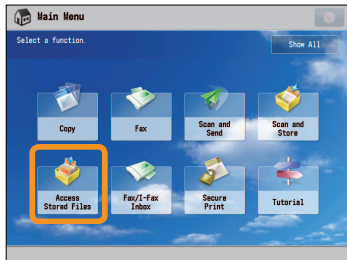 Main Menu
Select a function.
Show All
Copy
Fax
Scan and
Send
Scan and
Store
Access
Stored Files
Fax/I-Fax
Inbox
Secure
Print
Tutorial